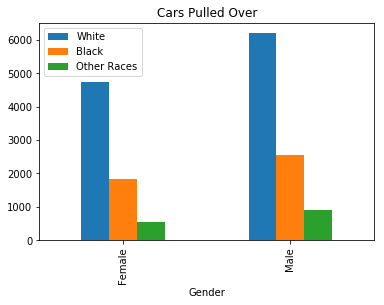 Cars Pulled Over
White
Black
Other Races
6000
5000
4000
3000
2000
1000
0
Female
Male
Gender